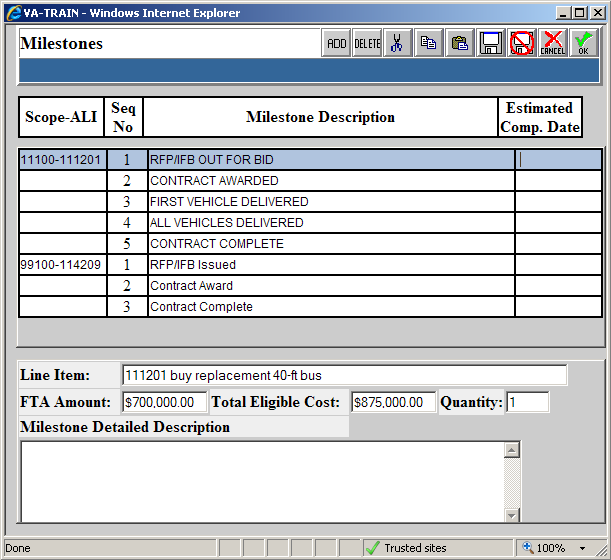 VA-TRAIN - Windows Internet Explorer
Milestones ADD DELETE CANCEL OK
Scope-ALI Seq No Milestone Description Estimated Comp. Date
11100-111201 1 RFP/IFB OUT FOR BID
2 CONTRACT AWARDED
3 FIRST VEHICLE DELIVERED
4 ALL VEHICLES DELIVERED
5 CONTRACT COMPLETE
99100-114209 1 RFP/IFB Issued
2 Contract Award
3 Contract Complete
Line Item: 111201 buy replacement 40-ft bus
FTA Amount: $700,000.00 Total Eligible Cost: $875,000.00 Quantity: 1
Milestone Detailed Description
Done Trusted sites 100%